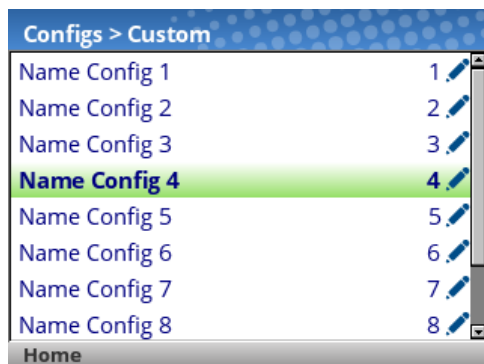 Configs > Custom
Name Config 1 1
Name Config 2 2
Name Config 3 3
Name Config 4 4
Name Config 5 5
Name Config 6 6
Name Config 7 7
Name Config 8 8
Home